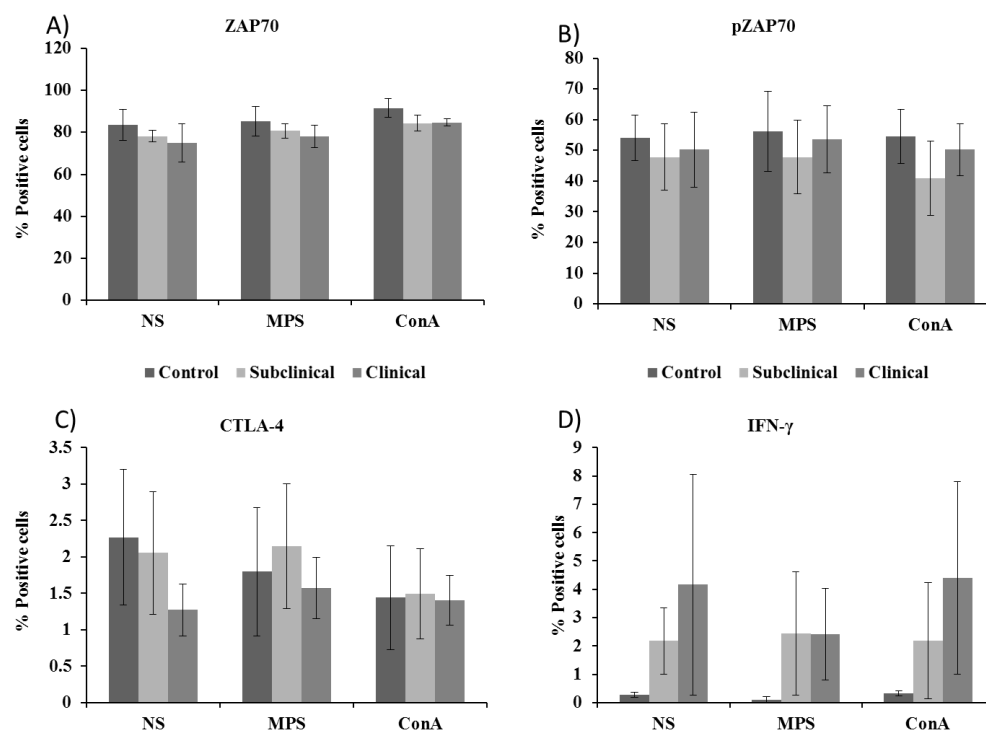 A)
ZAP70
% Positive cells
120
100
80
60
40
20
0
NS MPS ConA
B)
pZAP70
% Positive cells
80
70
60
50
40
30
20
10
0
NS MPS ConA
Control Subclinical Clinical
Control Subclinical Clinical
C)
CTLA-4
% Positive cells
3.5
3
2.5
2
1.5
1
0.5
0
NS MPS ConA
D)
IFN-γ
% Positive cells
9
8
7
6
5
4
3
2
1
0
NS MPS ConA